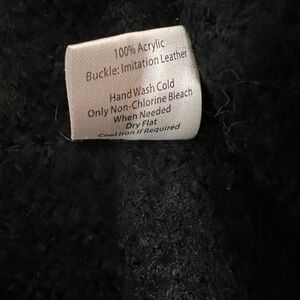 100% Acrylic
Buckle: Imitation Leather
Hand Wash Cold
Only Non-Chlorine Bleach
When Needed
Dry Flat
Cool Iron if Required